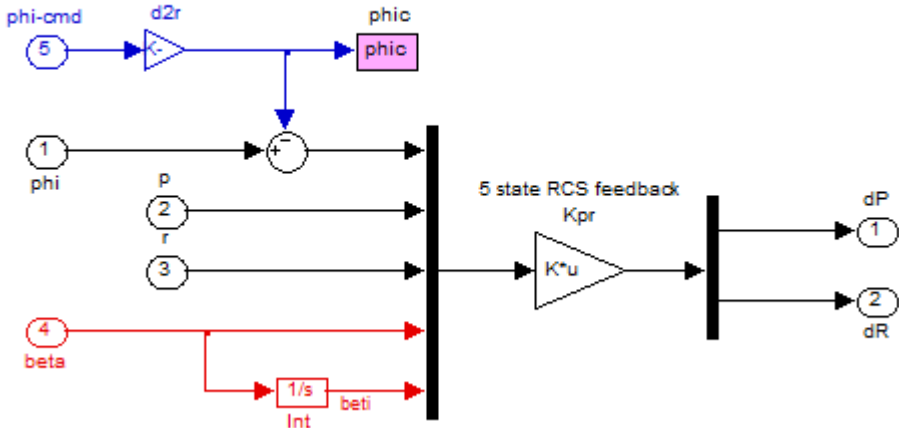 phi-cmd
d2r
phic
5
K-
phic
1
phi
p
2
r
3
5 state RCS feedback
Kpr
K*u
dP
1
2
dR
4
beta
1/s
beti
Int